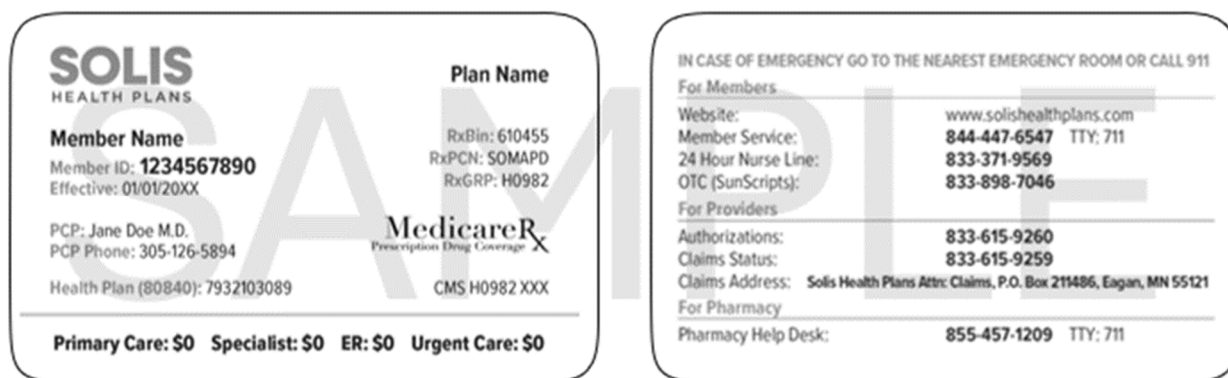 SOLIS
HEALTH PLANS
Plan Name
Member Name
Member ID: 1234567890
Effective: 01/01/20XX
RxBin: 610455
RxPCN: SOMAPD
RxGRP: H0982
PCP: Jane Doe M.D.
PCP Phone: 305-126-5894
MedicareRx
Prescription Drug Coverage
Health Plan (80840): 7932103089
CMS H0982 XXX
Primary Care: $0 Specialist: $0 ER: $0 Urgent Care: $0
IN CASE OF EMERGENCY GO TO THE NEAREST EMERGENCY ROOM OR CALL 911
For Members
Website: www.solishealthplans.com
Member Service: 844-447-6547 TTY: 711
24 Hour Nurse Line: 833-371-9569
OTC (SunScripts): 833-898-7046
For Providers
Authorizations: 833-615-9260
Claims Status: 833-615-9259
Claims Address: Solis Health Plans Attn: Claims, P.O. Box 211486, Eagan, MN 55121
For Pharmacy
Pharmacy Help Desk: 855-457-1209 TTY: 711
SAMPLE